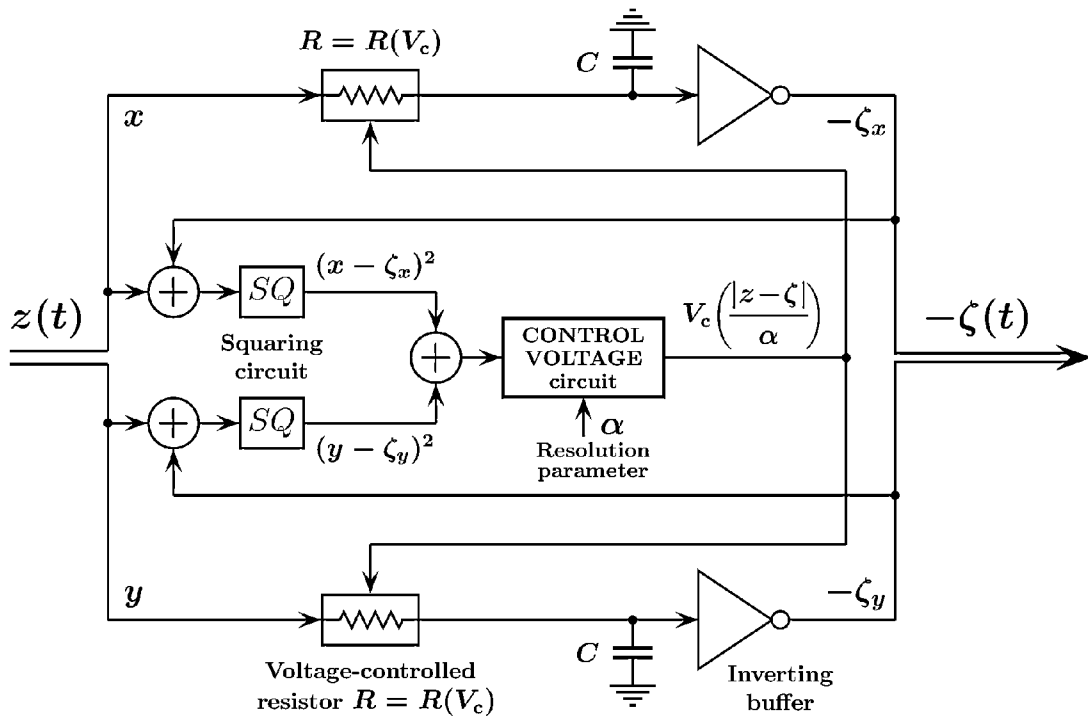 R = R(V_c)
C
x
−ζ_x
(x − ζ_x)^2
SQ
z(t)
Squaring
circuit
CONTROL
VOLTAGE
circuit
V_c(|z−ζ|/α)
−ζ(t)
SQ
(y − ζ_y)^2
α
Resolution
parameter
y
−ζ_y
C
Voltage-controlled
resistor R = R(V_c)
Inverting
buffer